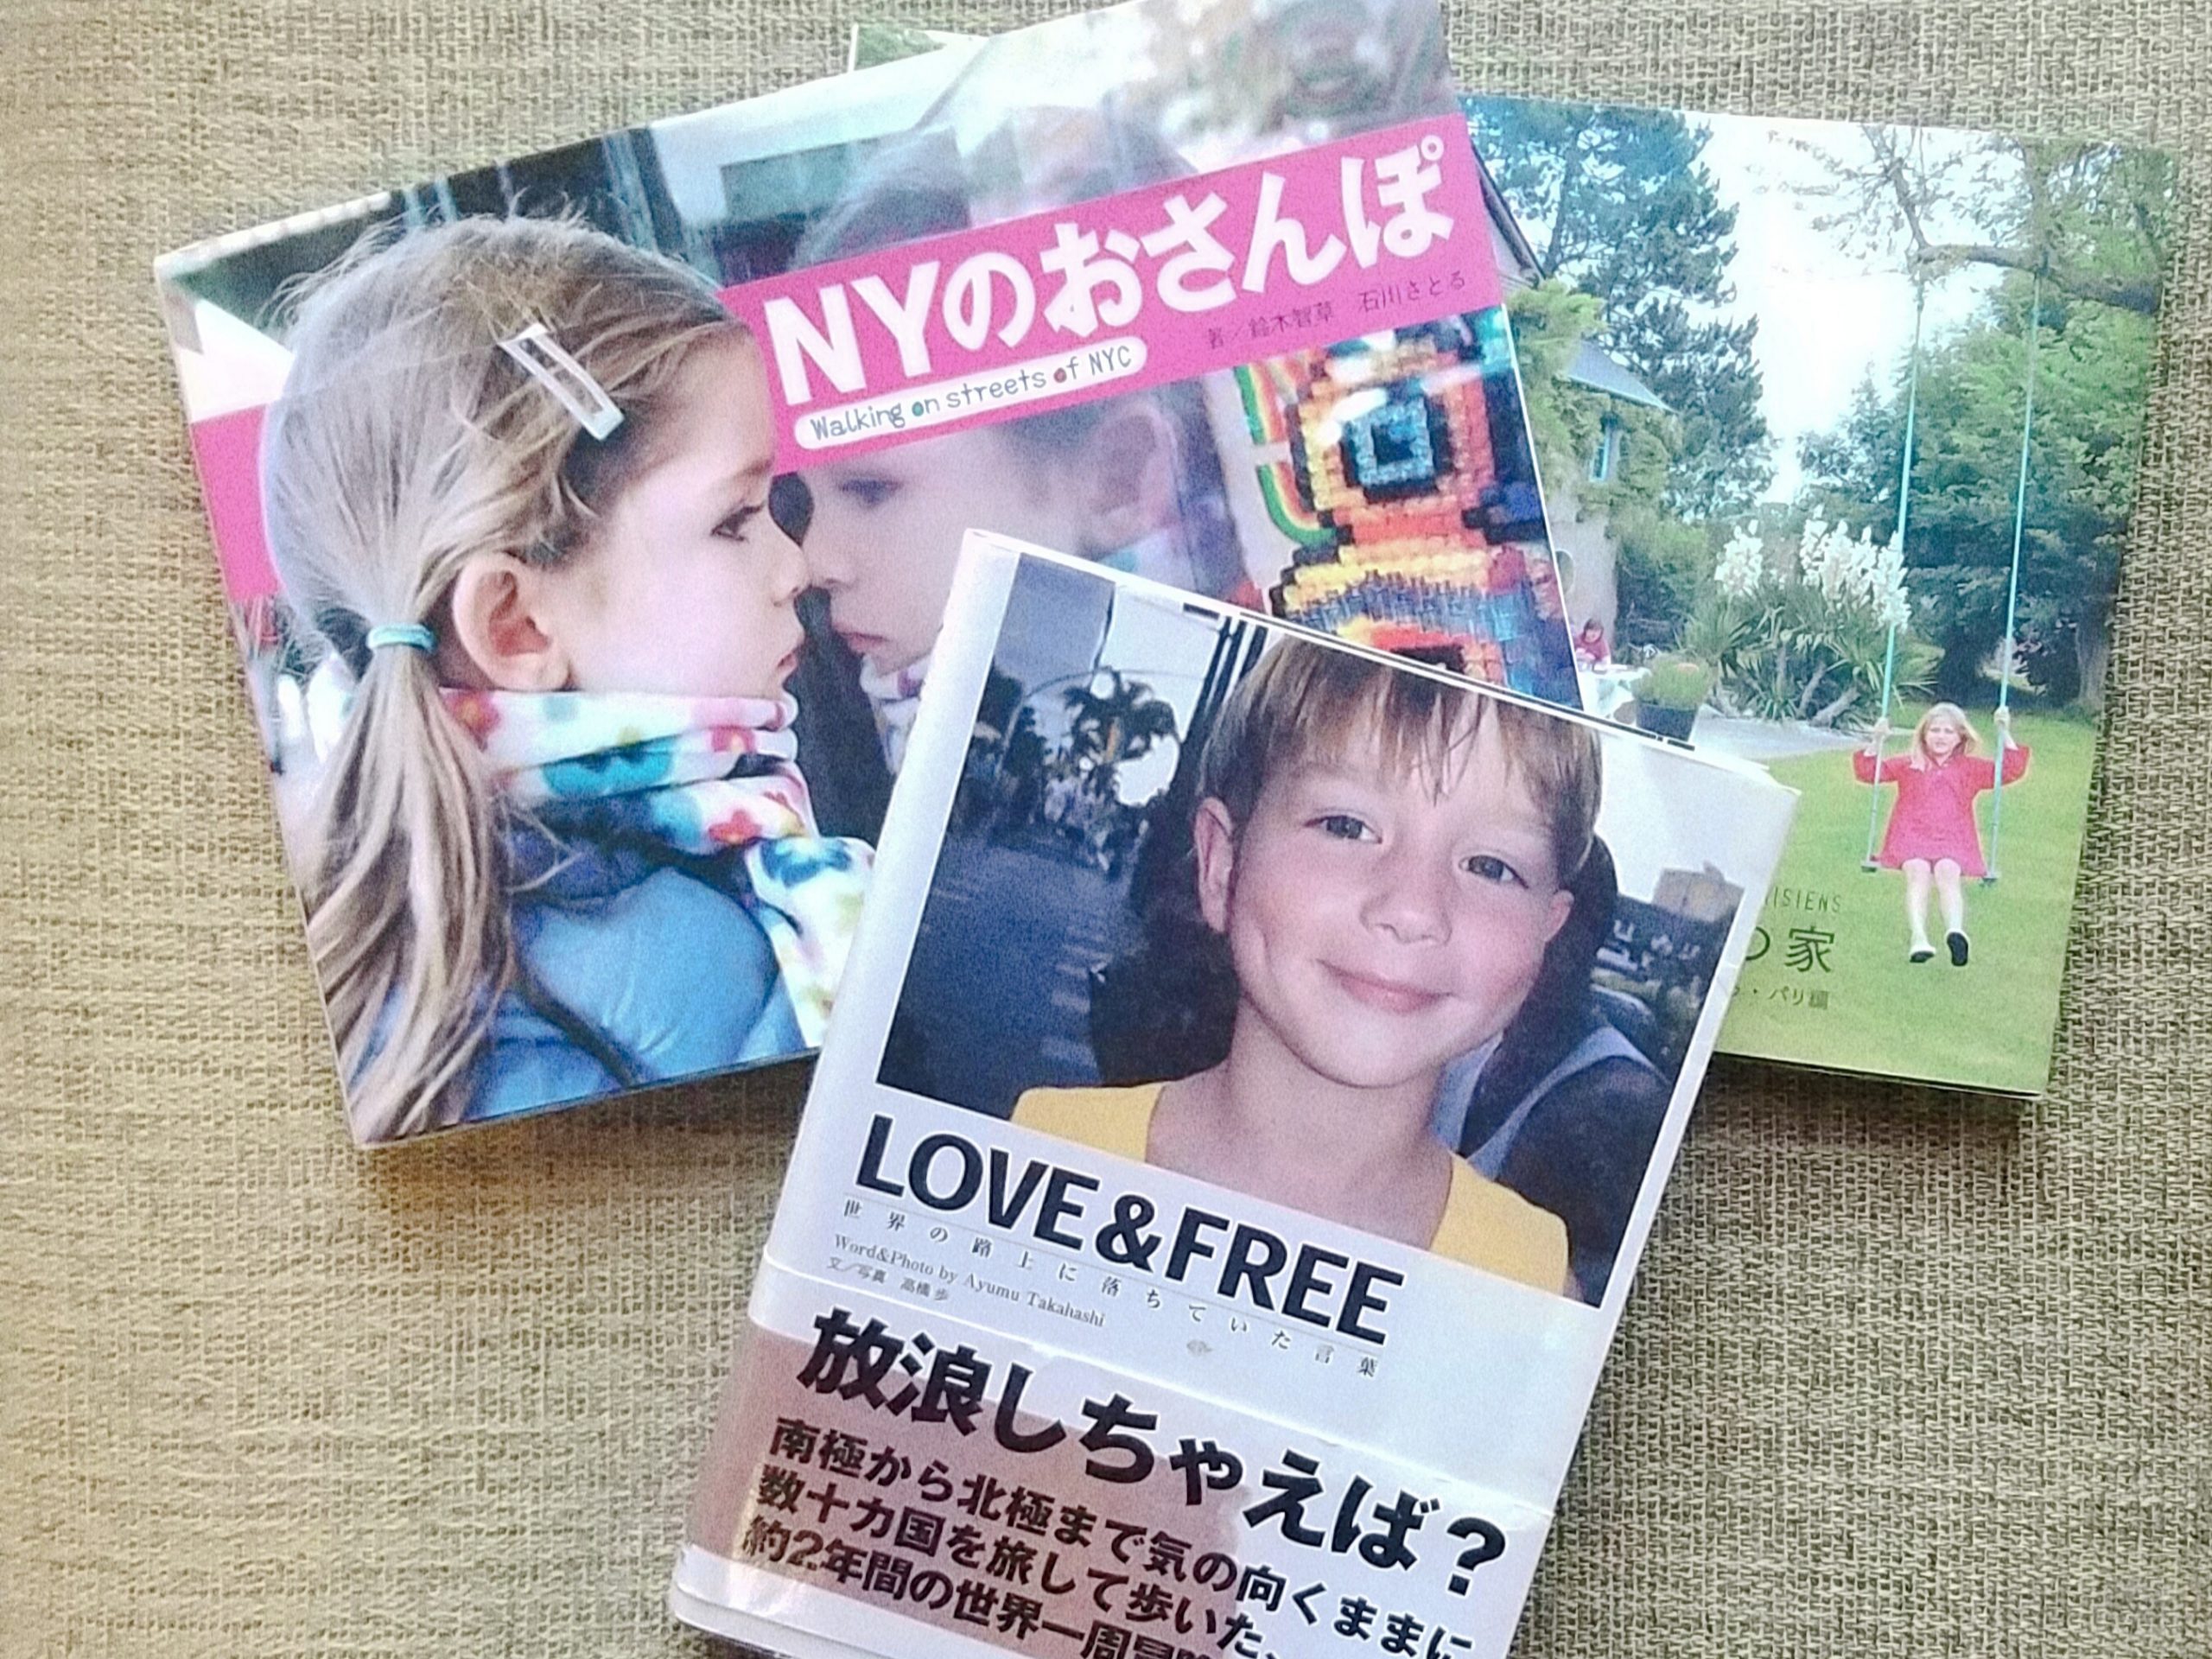 NYのおさんぽ
著／鈴木智草　石川さとる
Walking on streets of NYC
家
・パリ編
LOVE&FREE
世界の路上に落ちていた言葉
Word&Photo by Ayumu Takahashi
文／写真　高橋 歩
放浪しちゃえば？
南極から北極まで気の向くままに
数十カ国を旅して歩いた、
約2年間の世界一周冒険